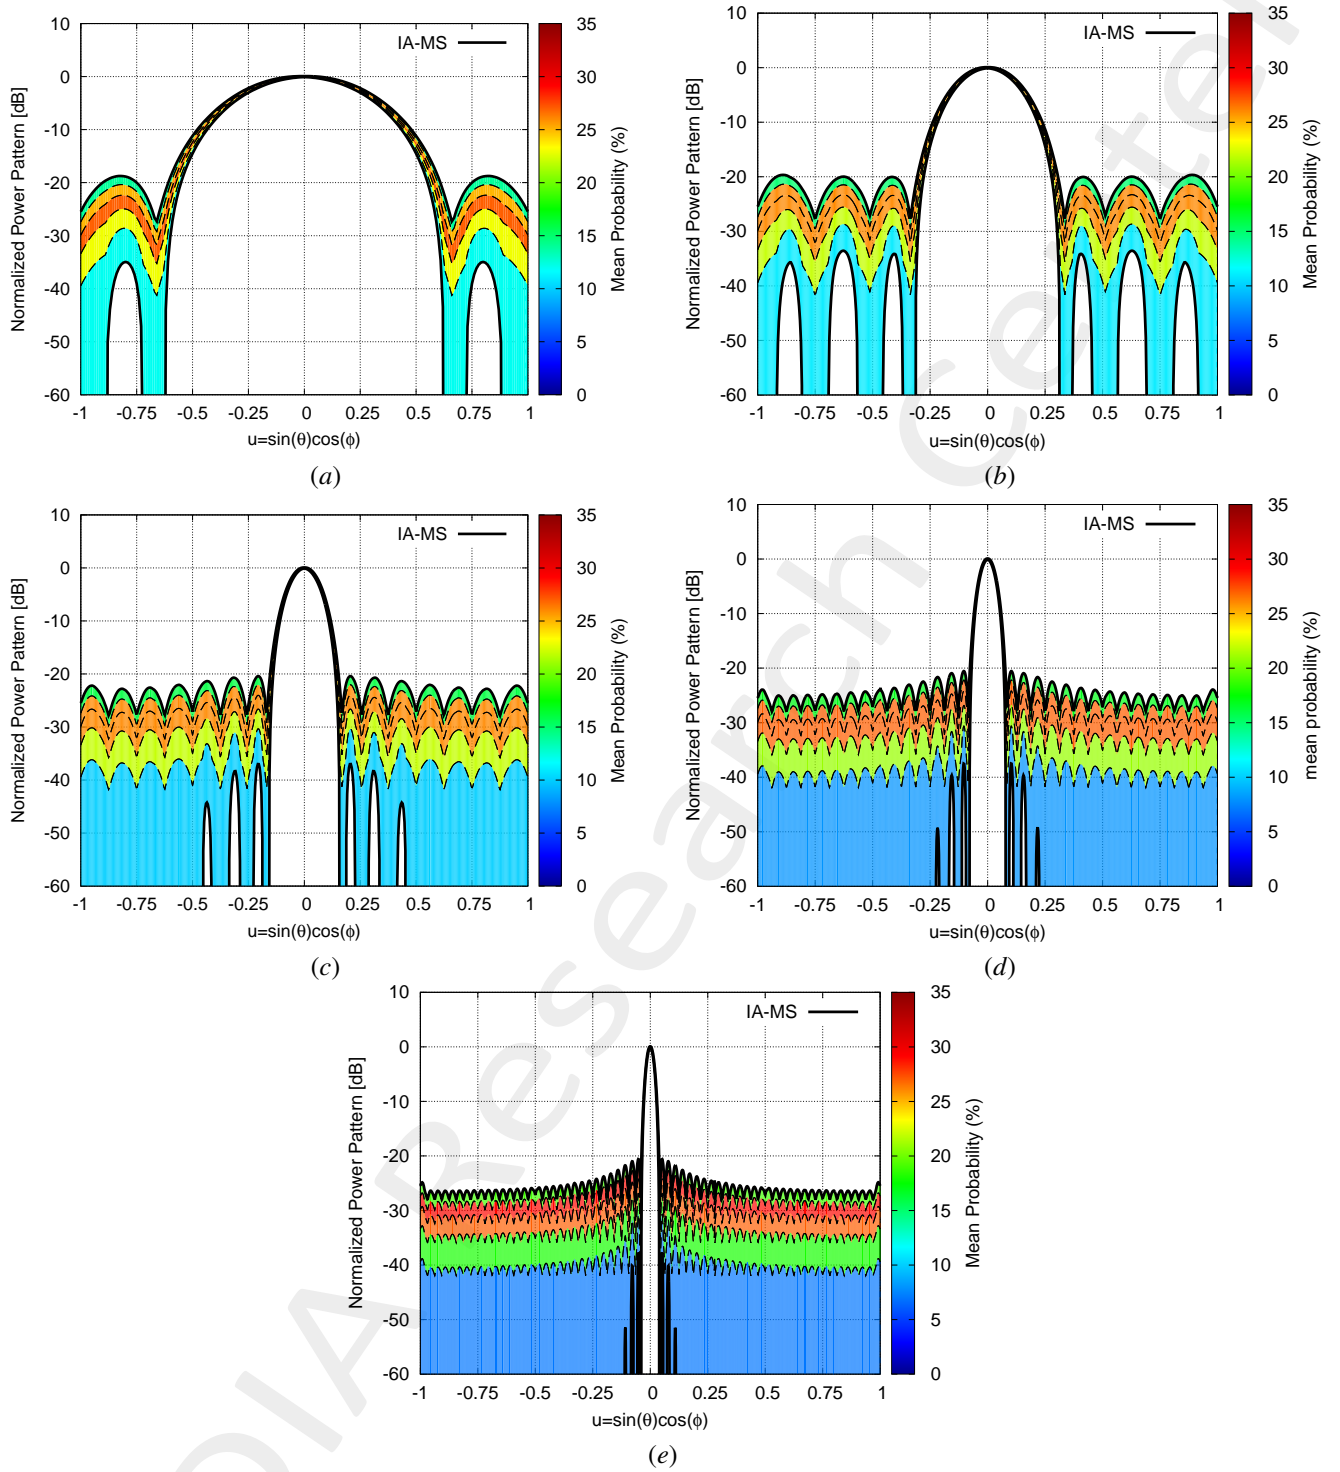 10
0
-10
-20
-30
-40
-50
-60
Normalized Power Pattern [dB]
IA-MS
-1 -0.75 -0.5 -0.25 0 0.25 0.5 0.75 1
u=sin(θ)cos(ϕ)
35
30
25
20
15
10
5
0
Mean Probability (%)
(a)
10
0
-10
-20
-30
-40
-50
-60
Normalized Power Pattern [dB]
IA-MS
-1 -0.75 -0.5 -0.25 0 0.25 0.5 0.75 1
u=sin(θ)cos(ϕ)
35
30
25
20
15
10
5
0
Mean Probability (%)
(b)
10
0
-10
-20
-30
-40
-50
-60
Normalized Power Pattern [dB]
IA-MS
-1 -0.75 -0.5 -0.25 0 0.25 0.5 0.75 1
u=sin(θ)cos(ϕ)
35
30
25
20
15
10
5
0
Mean Probability (%)
(c)
10
0
-10
-20
-30
-40
-50
-60
Normalized Power Pattern [dB]
IA-MS
-1 -0.75 -0.5 -0.25 0 0.25 0.5 0.75 1
u=sin(θ)cos(ϕ)
35
30
25
20
15
10
5
0
mean Probability (%)
(d)
10
0
-10
-20
-30
-40
-50
-60
Normalized Power Pattern [dB]
IA-MS
-1 -0.75 -0.5 -0.25 0 0.25 0.5 0.75 1
u=sin(θ)cos(ϕ)
35
30
25
20
15
10
5
0
Mean Probability (%)
(e)
DIA Research Center